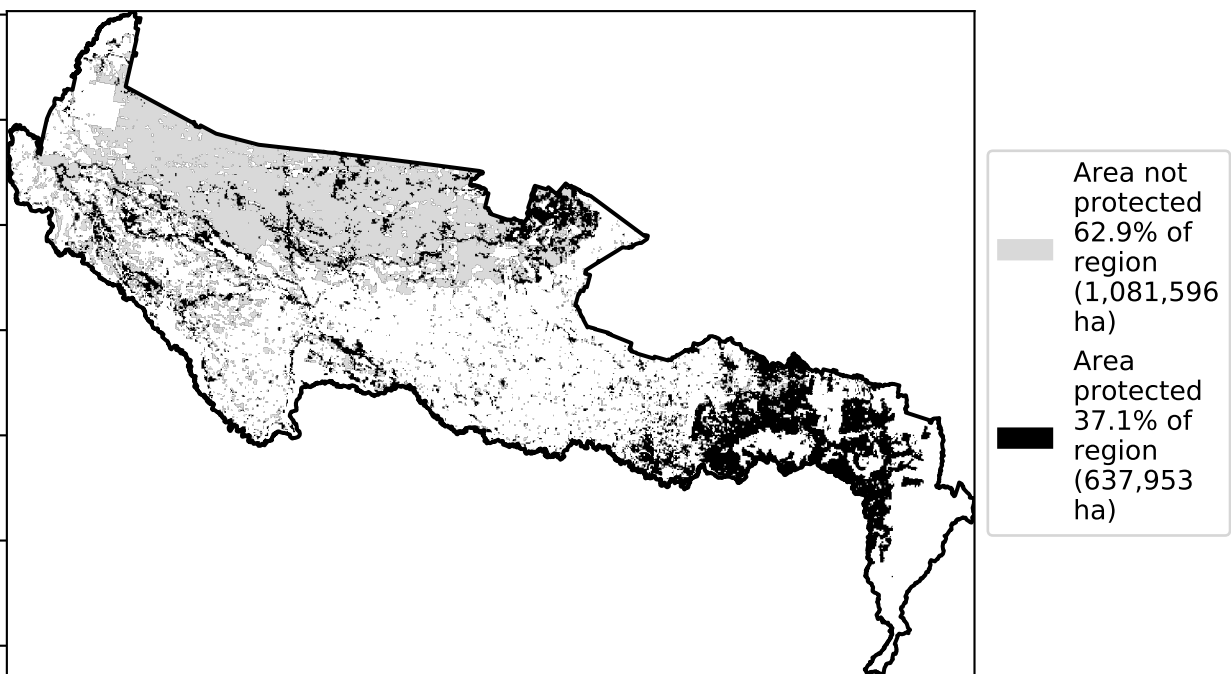 Area not
protected
62.9% of
region
(1,081,596
ha)
Area
protected
37.1% of
region
(637,953
ha)